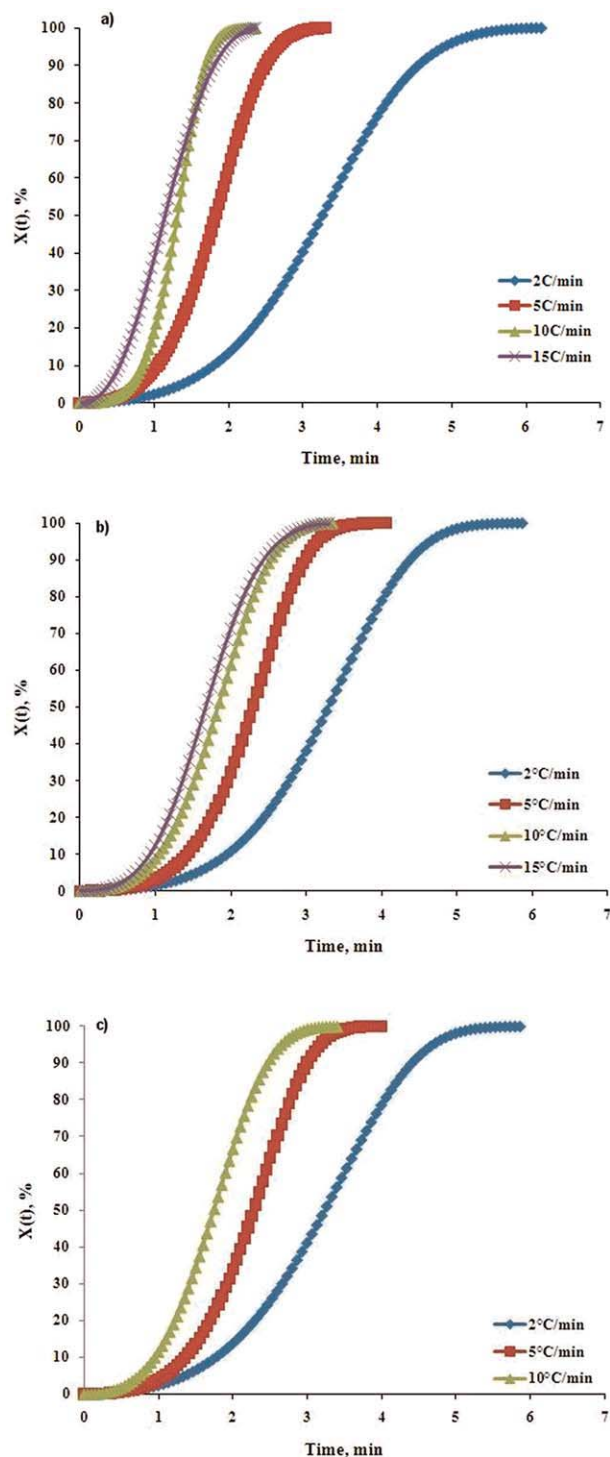 a)
100
90
80
70
60
50
40
30
20
10
0
X(t), %
2C/min
5C/min
10C/min
15C/min
0 1 2 3 4 5 6 7
Time, min
b)
100
90
80
70
60
50
40
30
20
10
0
X(t), %
2°C/min
5°C/min
10°C/min
15°C/min
0 1 2 3 4 5 6 7
Time, min
c)
100
90
80
70
60
50
40
30
20
10
0
X(t), %
2°C/min
5°C/min
10°C/min
0 1 2 3 4 5 6 7
Time, min